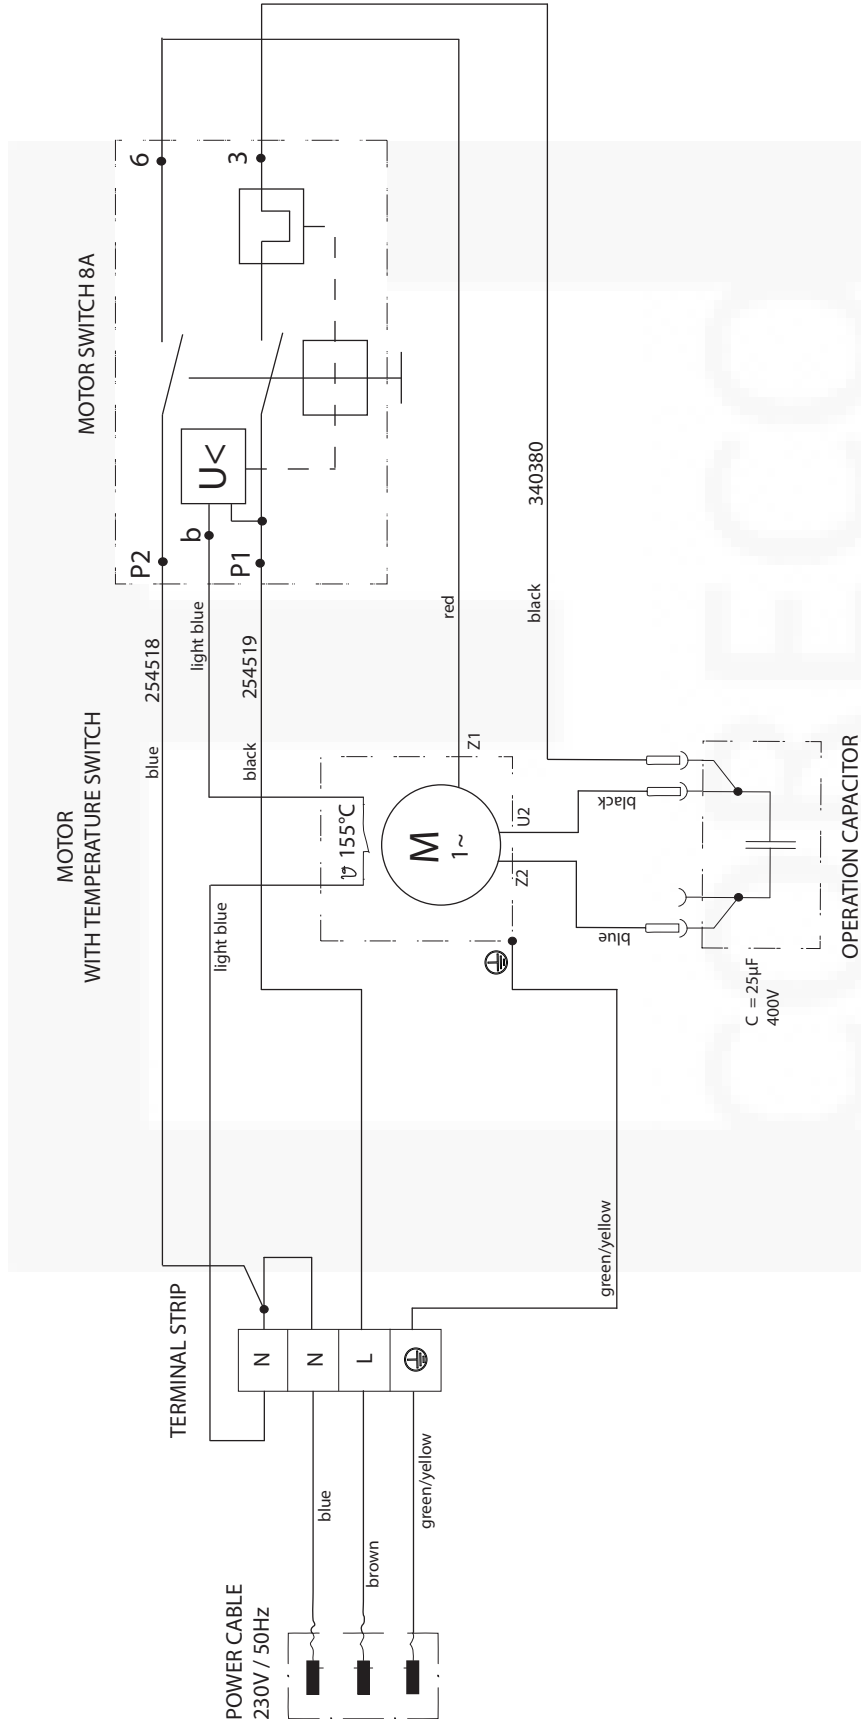 POWER CABLE
230V / 50Hz
blue
brown
green/yellow
TERMINAL STRIP
N
N
L
light blue
green/yellow
MOTOR
WITH TEMPERATURE SWITCH
blue
254518
light blue
black
254519
ϑ 155°C
M
1~
Z1
U2
Z2
red
black
340380
black
blue
C = 25µF
400V
OPERATION CAPACITOR
MOTOR SWITCH 8A
P2
b
P1
U<
6
3
COBECO